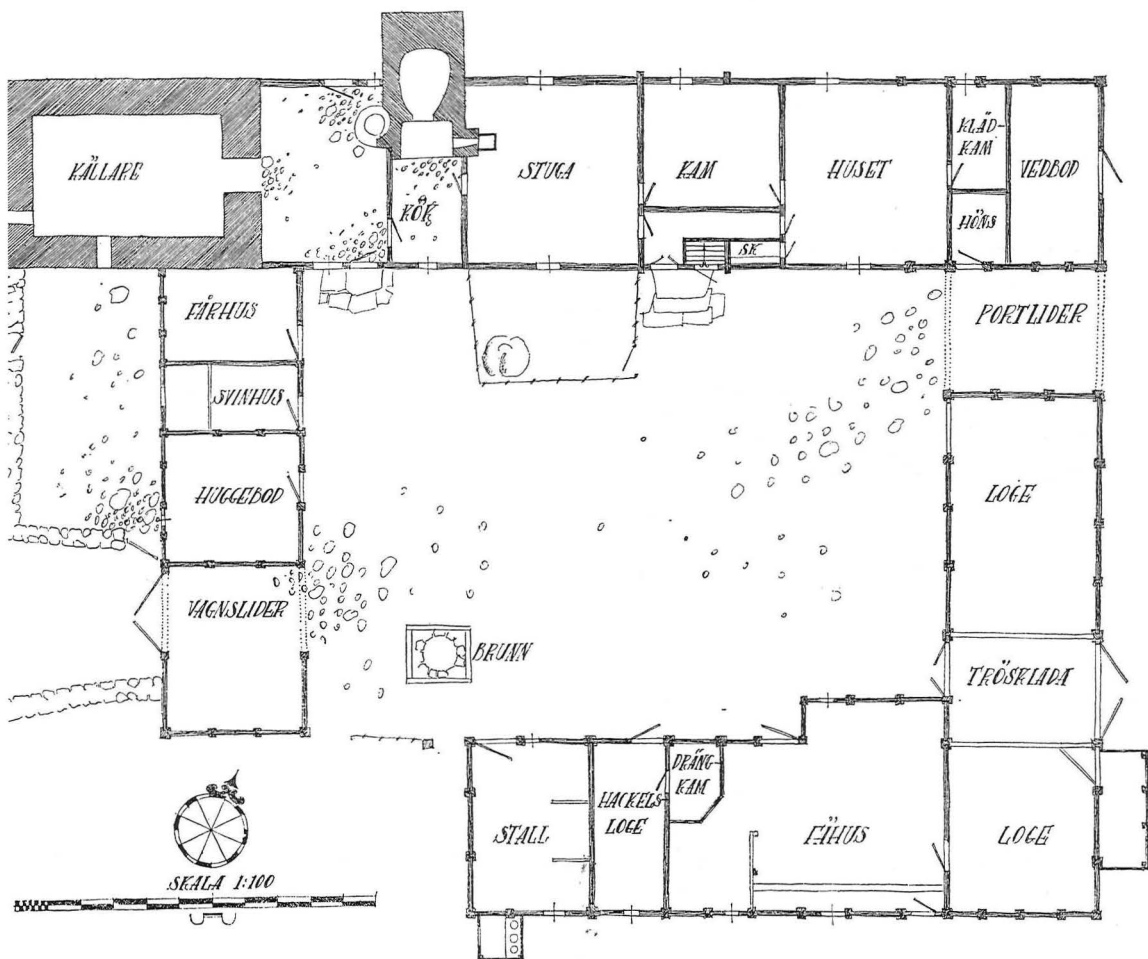 KÄLLARE
KÖK
STUGA
KAM
SK
HUSET
KLÄD-
KAM
HÖNS
VEDBOD
PORTLIDER
FÅRHUS
SVINHUS
HUGGEBOD
VAGNSLIDER
BRUNN
LOGE
TRÖSKLADA
STALL
HACKELS
LOGE
DRÄNG-
KAM
FÄHUS
LOGE
SKALA 1:100